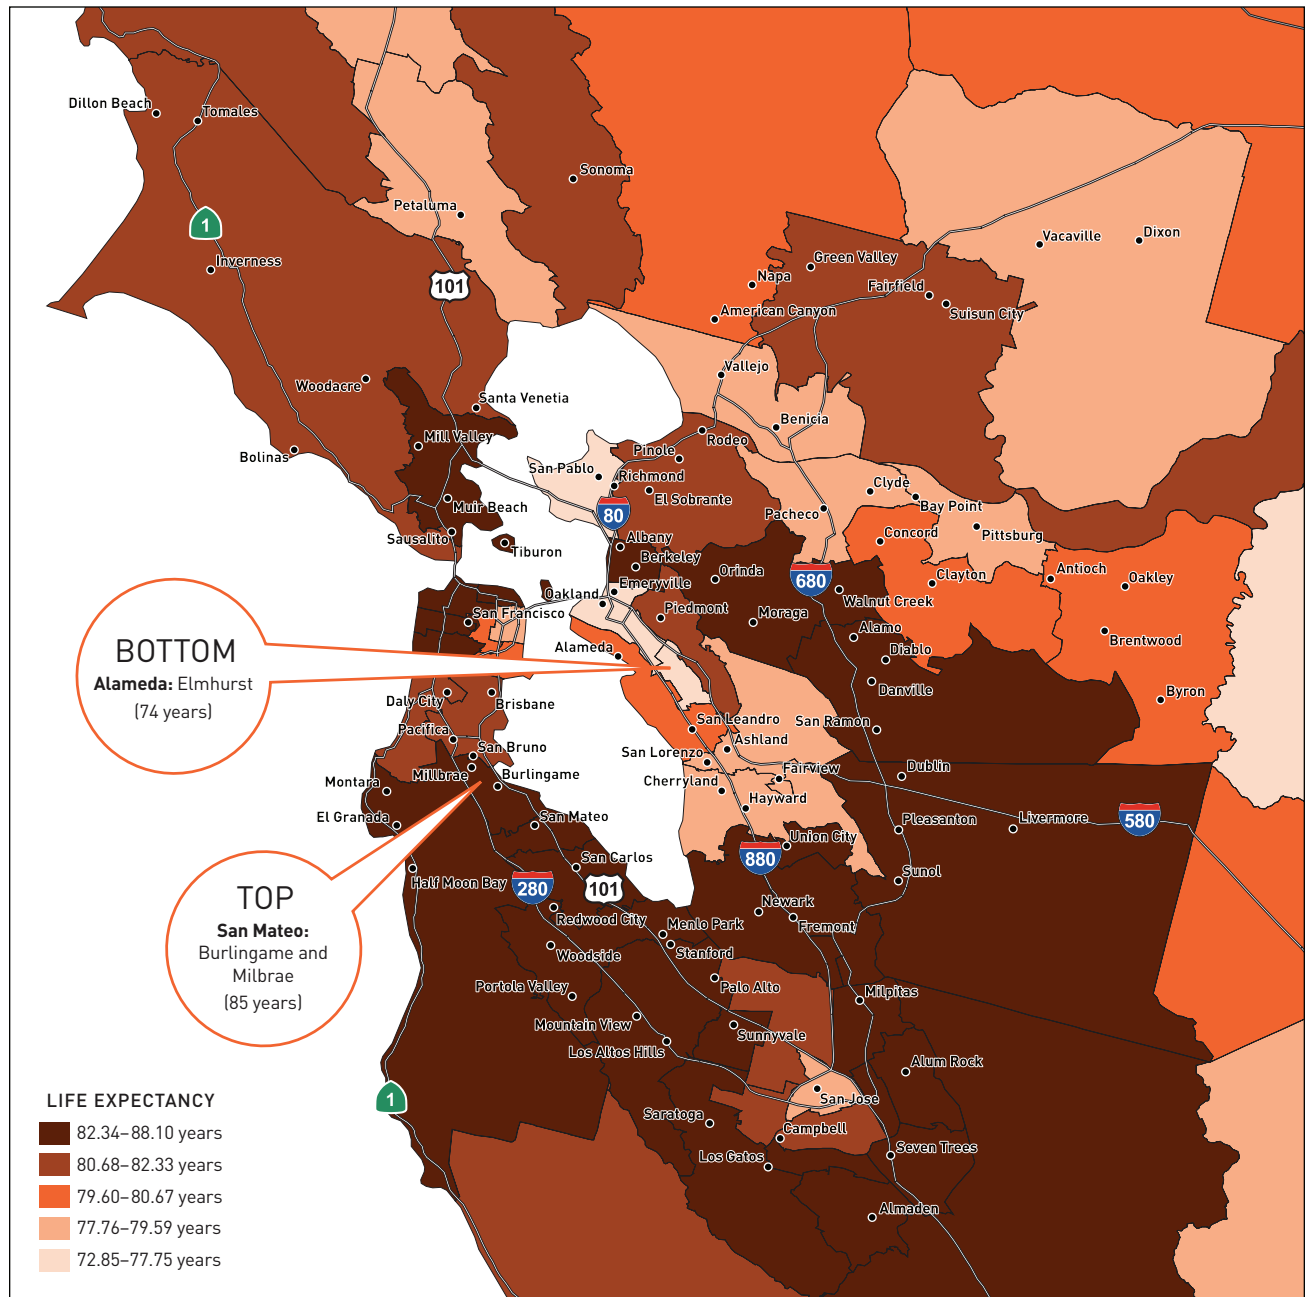 Dillon Beach
Tomales
Sonoma
Petaluma
1
Inverness
101
Vacaville
Dixon
Green Valley
Napa
Fairfield
American Canyon
Suisun City
Woodacre
Santa Venetia
Vallejo
Benicia
Mill Valley
Bolinas
Rodeo
Pinole
San Pablo
Richmond
El Sobrante
Clyde
Bay Point
Muir Beach
80
Pacheco
Pittsburg
Sausalito
Tiburon
Albany
Concord
Berkeley
Orinda
680
Antioch
Oakley
Clayton
Emeryville
Oakland
Walnut Creek
San Francisco
Piedmont
Moraga
Alamo
Brentwood
Alameda
Diablo
BOTTOM
Alameda: Elmhurst
(74 years)
Danville
Byron
Daly City
Brisbane
San Leandro
San Ramon
Pacifica
San Bruno
Ashland
San Lorenzo
Millbrae
Burlingame
Fairview
Dublin
Montara
Cherryland
Hayward
El Granada
San Mateo
Pleasanton
Livermore
580
Union City
880
San Carlos
Sunol
Half Moon Bay
280
101
TOP
San Mateo:
Burlingame and
Milbrae
(85 years)
Newark
Redwood City
Menlo Park
Fremont
Stanford
Woodside
Portola Valley
Palo Alto
Milpitas
Mountain View
Sunnyvale
Los Altos Hills
Alum Rock
1
San Jose
Saratoga
Campbell
Los Gatos
Seven Trees
Almaden
LIFE EXPECTANCY
82.34–88.10 years
80.68–82.33 years
79.60–80.67 years
77.76–79.59 years
72.85–77.75 years